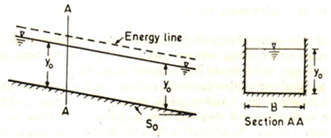 A
Energy line
y₀
y₀
A
S₀
y₀
B
Section AA